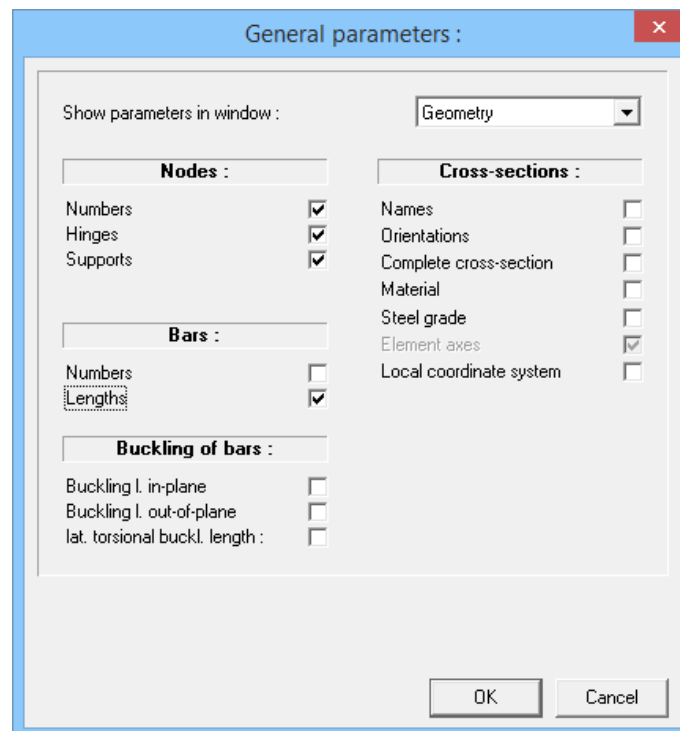 General parameters :
Show parameters in window :
Geometry
Nodes :
Numbers
Hinges
Supports
Bars :
Numbers
Lengths
Buckling of bars :
Buckling l. in-plane
Buckling l. out-of-plane
lat. torsional buckl. length :
Cross-sections :
Names
Orientations
Complete cross-section
Material
Steel grade
Element axes
Local coordinate system
OK
Cancel